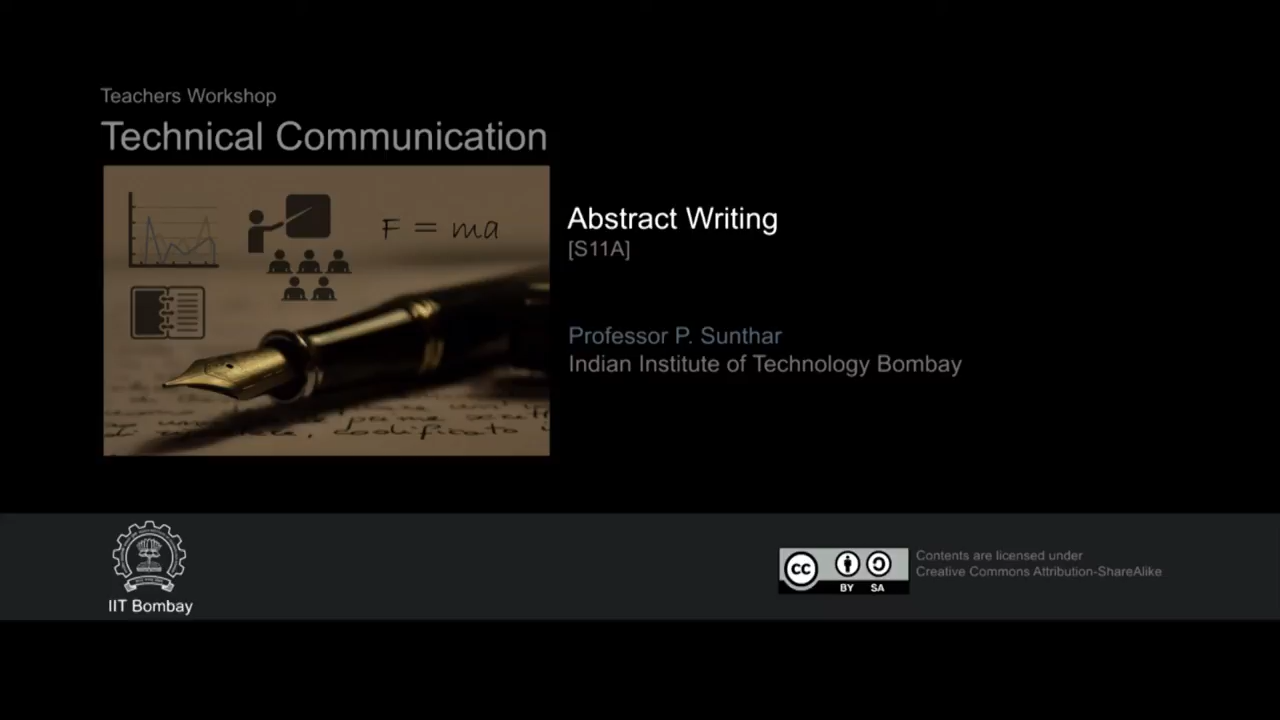 Teachers Workshop
Technical Communication
F = ma
Abstract Writing
[S11A]
Professor P. Sunthar
Indian Institute of Technology Bombay
IIT Bombay
cc
BY SA
Contents are licensed under
Creative Commons Attribution-ShareAlike